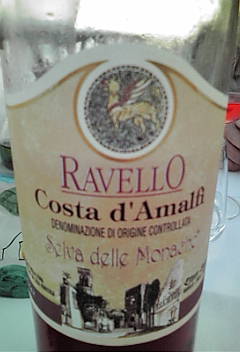 RAVELLO
Costa d'Amalfi
DENOMINAZIONE DI ORIGINE CONTROLLATA
Selva delle Monache